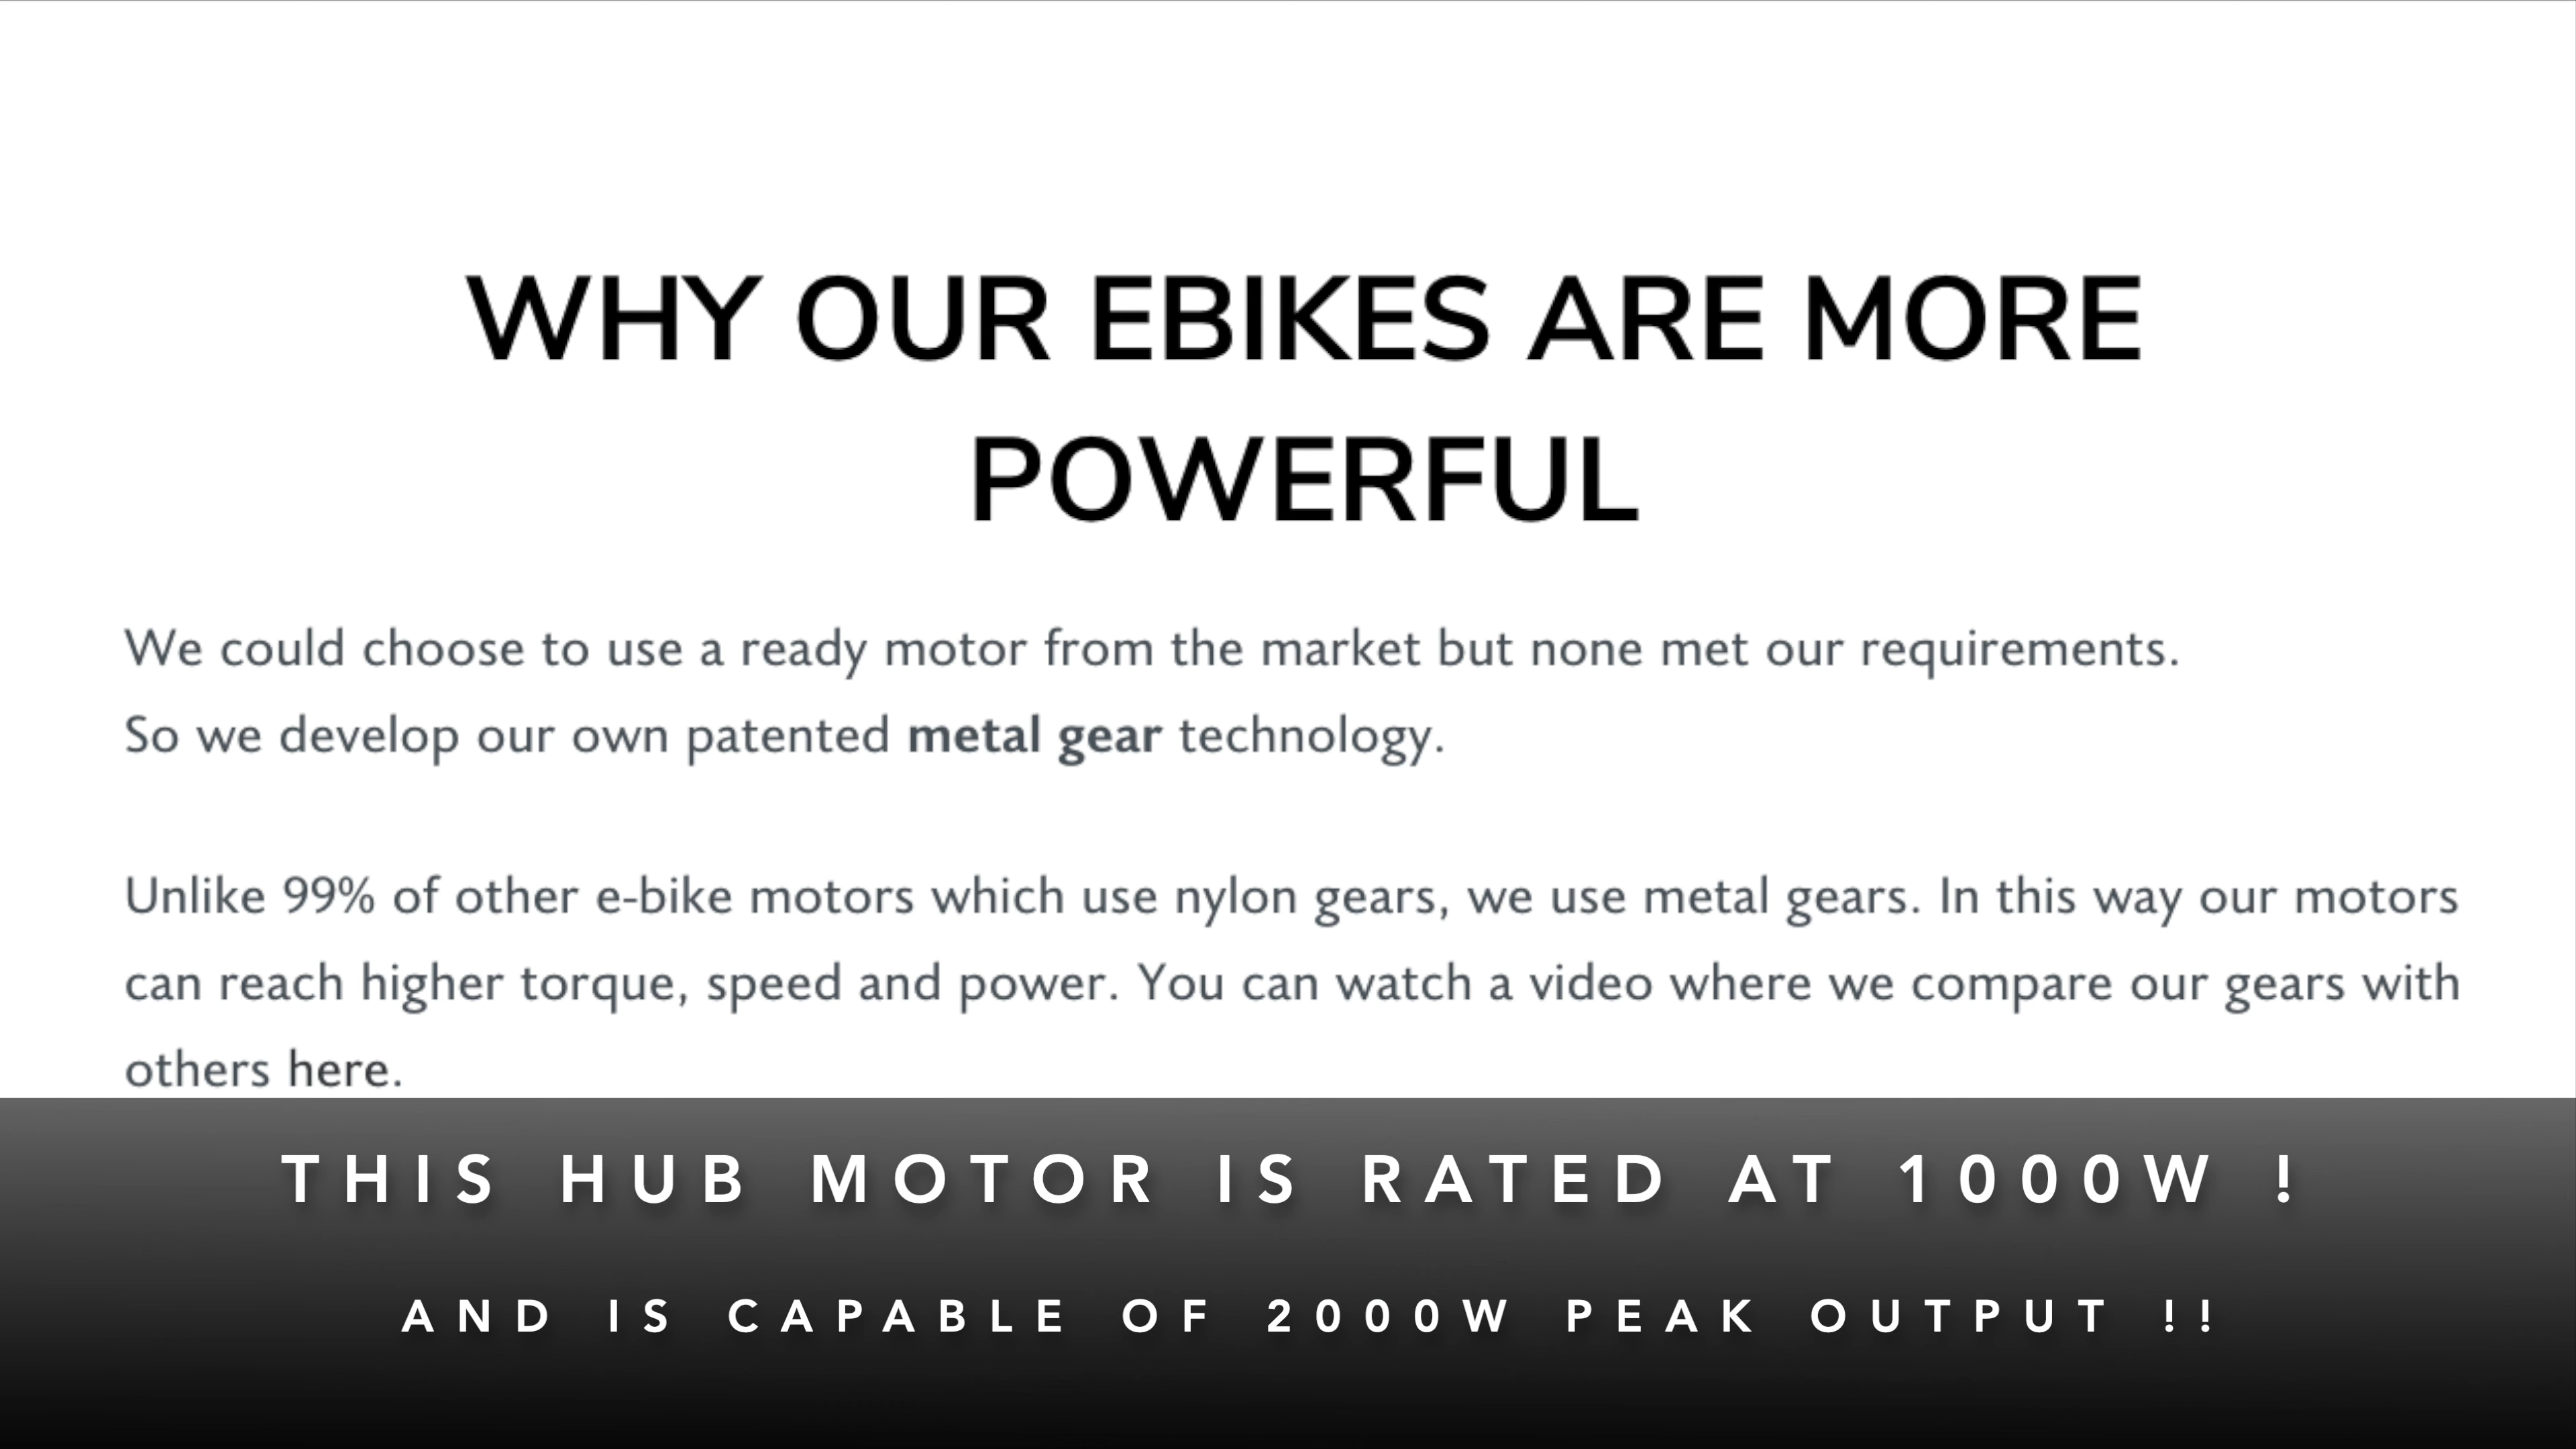 WHY OUR EBIKES ARE MORE
POWERFUL
We could choose to use a ready motor from the market but none met our requirements.
So we develop our own patented metal gear technology.
Unlike 99% of other e-bike motors which use nylon gears, we use metal gears. In this way our motors
can reach higher torque, speed and power. You can watch a video where we compare our gears with
others here.
THIS HUB MOTOR IS RATED AT 1000W !
AND IS CAPABLE OF 2000W PEAK OUTPUT !!